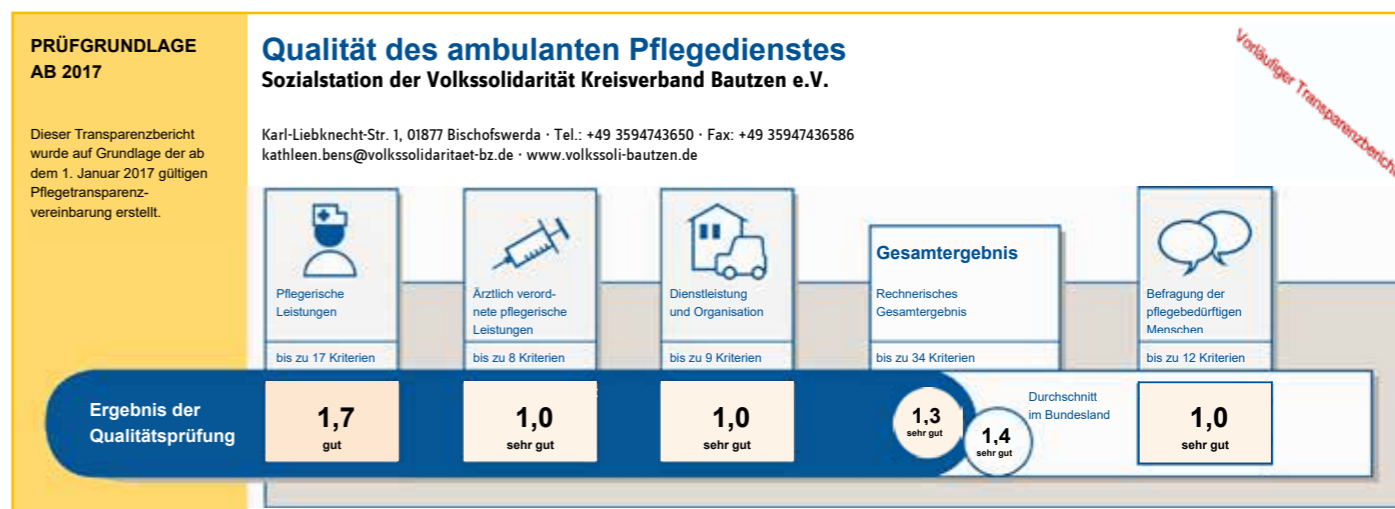 PRÜFGRUNDLAGE
AB 2017
Dieser Transparenzbericht
wurde auf Grundlage der ab
dem 1. Januar 2017 gültigen
Pflegetransparenz-
vereinbarung erstellt.
Qualität des ambulanten Pflegedienstes
Sozialstation der Volkssolidarität Kreisverband Bautzen e.V.
Karl-Liebknecht-Str. 1, 01877 Bischofswerda · Tel.: +49 3594743650 · Fax: +49 35947436586
kathleen.bens@volkssolidaritaet-bz.de · www.volkssoli-bautzen.de
Vorläufiger Transparenzbericht
Pflegerische
Leistungen
bis zu 17 Kriterien
Ärztlich verord-
nete pflegerische
Leistungen
bis zu 8 Kriterien
Dienstleistung
und Organisation
bis zu 9 Kriterien
Gesamtergebnis
Rechnerisches
Gesamtergebnis
bis zu 34 Kriterien
Befragung der
pflegebedürftigen
Menschen
bis zu 12 Kriterien
Ergebnis der
Qualitätsprüfung
1,7
gut
1,0
sehr gut
1,0
sehr gut
1,3
sehr gut
1,4
sehr gut
Durchschnitt
im Bundesland
1,0
sehr gut